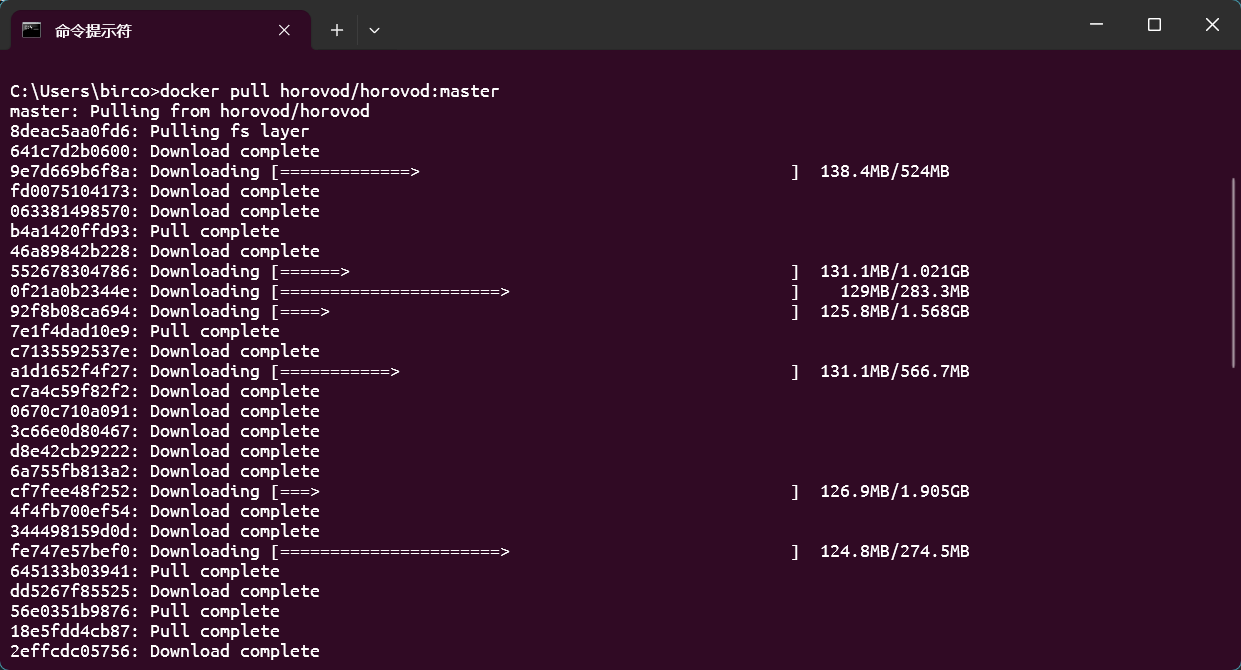 命令提示符
C:\Users\birco>docker pull horovod/horovod:master
master: Pulling from horovod/horovod
8deac5aa0fd6: Pulling fs layer
641c7d2b0600: Download complete
9e7d669b6f8a: Downloading [=============>                                     ]  138.4MB/524MB
fd0075104173: Download complete
063381498570: Download complete
b4a1420ffd93: Pull complete
46a89842b228: Download complete
552678304786: Downloading [======>                                            ]  131.1MB/1.021GB
0f21a0b2344e: Downloading [======================>                            ]    129MB/283.3MB
92f8b08ca694: Downloading [====>                                              ]  125.8MB/1.568GB
7e1f4dad10e9: Pull complete
c7135592537e: Download complete
a1d1652f4f27: Downloading [===========>                                       ]  131.1MB/566.7MB
c7a4c59f82f2: Download complete
0670c710a091: Download complete
3c66e0d80467: Download complete
d8e42cb29222: Download complete
6a755fb813a2: Download complete
cf7fee48f252: Downloading [===>                                               ]  126.9MB/1.905GB
4f4fb700ef54: Download complete
344498159d0d: Download complete
fe747e57bef0: Downloading [======================>                            ]  124.8MB/274.5MB
645133b03941: Pull complete
dd5267f85525: Download complete
56e0351b9876: Pull complete
18e5fdd4cb87: Pull complete
2effcdc05756: Download complete